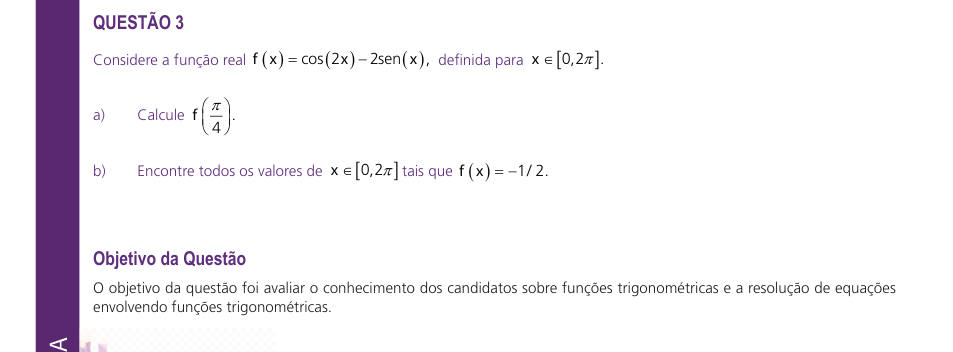 QUESTÃO 3
Considere a função real f(x) = cos(2x) – 2sen(x), definida para x ∈ [0,2π].
a) Calcule f(π/4).
b) Encontre todos os valores de x ∈ [0,2π] tais que f(x) = –1/2.
Objetivo da Questão
O objetivo da questão foi avaliar o conhecimento dos candidatos sobre funções trigonométricas e a resolução de equações
envolvendo funções trigonométricas.
A